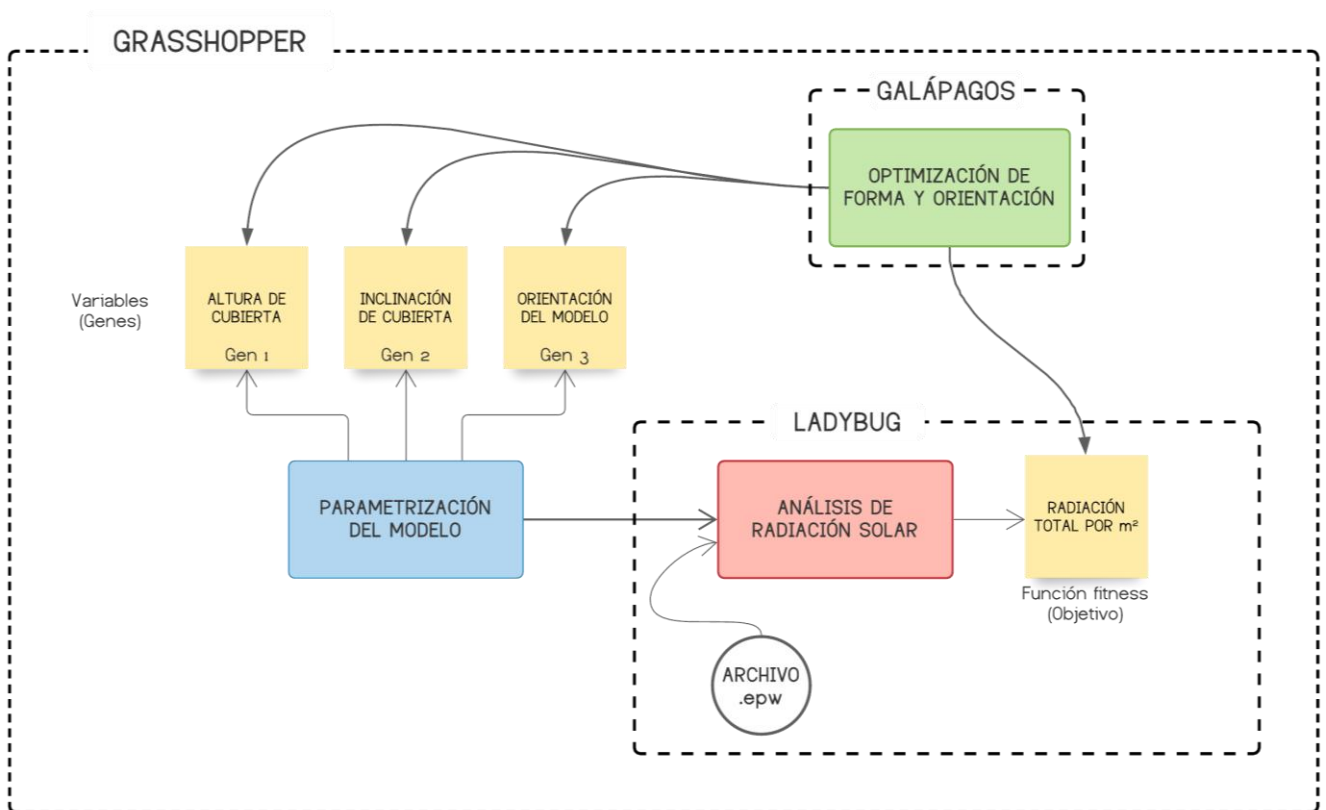 GRASSHOPPER
GALÁPAGOS
OPTIMIZACIÓN DE
FORMA Y ORIENTACIÓN
Variables
(Genes)
ALTURA DE
CUBIERTA
Gen 1
INCLINACIÓN
DE CUBIERTA
Gen 2
ORIENTACIÓN
DEL MODELO
Gen 3
LADYBUG
PARAMETRIZACIÓN
DEL MODELO
ANÁLISIS DE
RADIACIÓN SOLAR
RADIACIÓN
TOTAL POR m²
Función fitness
(Objetivo)
ARCHIVO
.epw